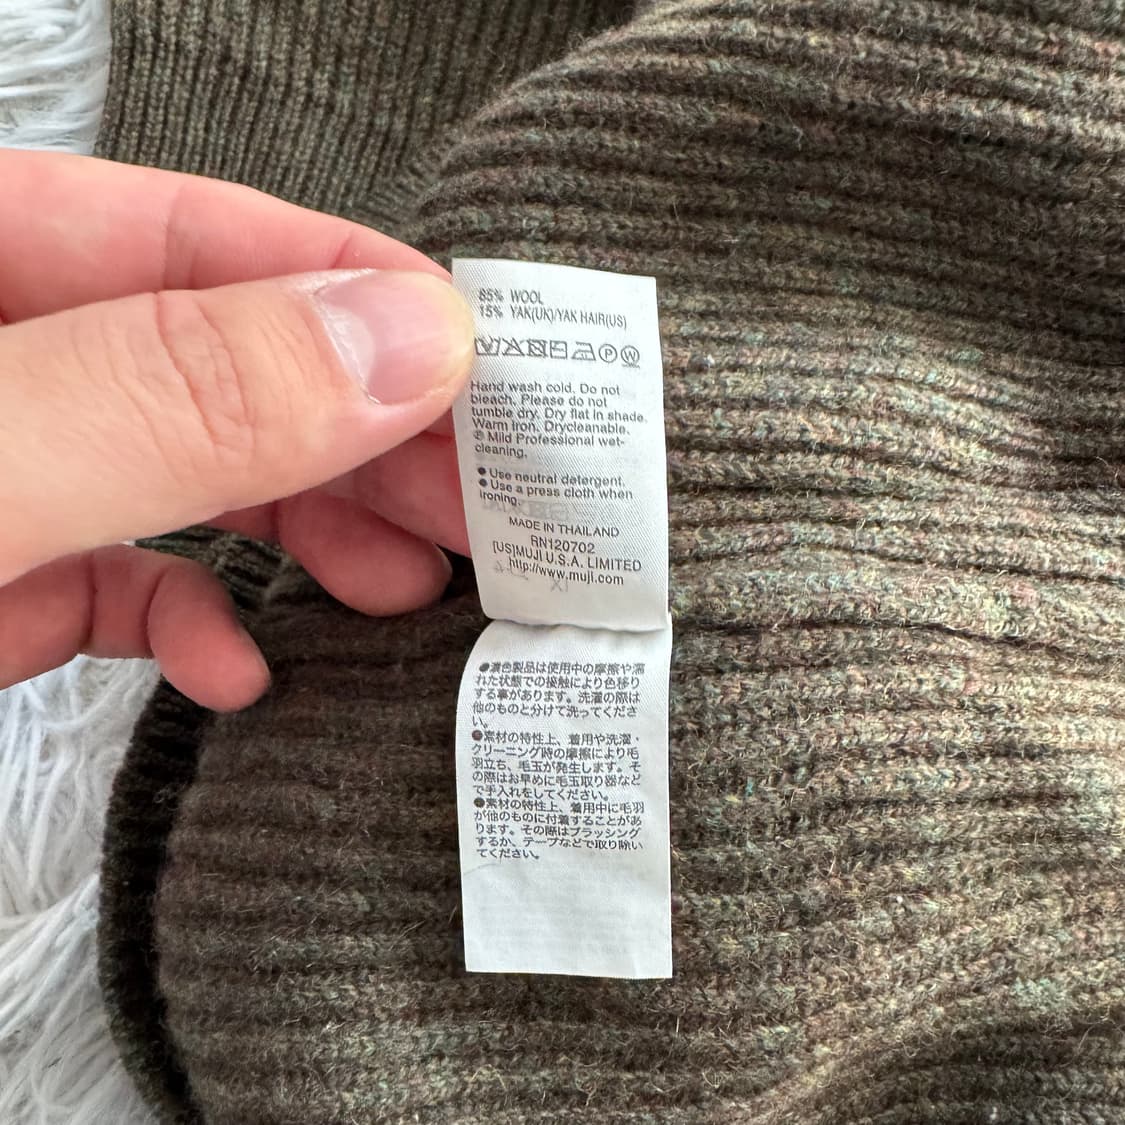 85% WOOL
15% YAK(UK)/YAK HAIR(US)
P W
Hand wash cold. Do not
bleach. Please do not
tumble dry. Dry flat in shade.
Warm iron. Drycleanable.
Ⓟ Mild Professional wet-
cleaning.
● Use neutral detergent.
● Use a press cloth when
ironing.
MADE IN THAILAND
RN120702
[US]MUJI U.S.A. LIMITED
http://www.muji.com
●濃色製品は使用中の摩擦や濡
れた状態での接触により色移り
する事があります。洗濯の際は
他のものと分けて洗ってくださ
い。
●素材の特性上、着用や洗濯・
クリーニング時の摩擦により毛
羽立ち、毛玉が発生します。そ
の際はお早めに毛玉取り器など
で手入れをしてください。
●素材の特性上、着用中に毛羽
が他のものに付着することがあ
ります。その際はブラッシング
するか、テープなどで取り除い
てください。